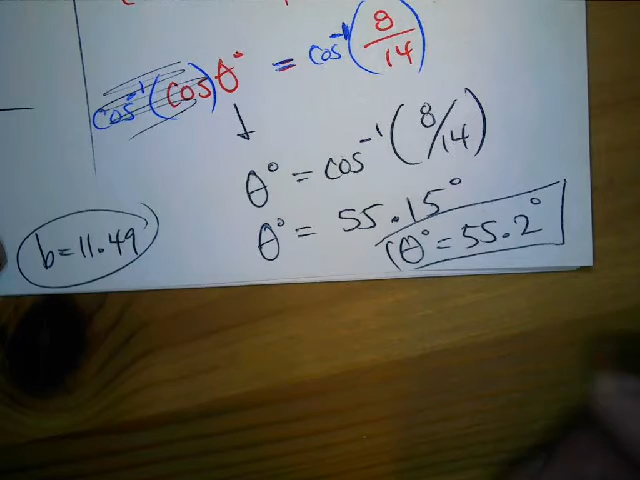 cos⁻¹(cos)θ° = cos⁻¹(8/14)
θ° = cos⁻¹(8/14)
θ° = 55.15°
θ° = 55.2°
b=11.49